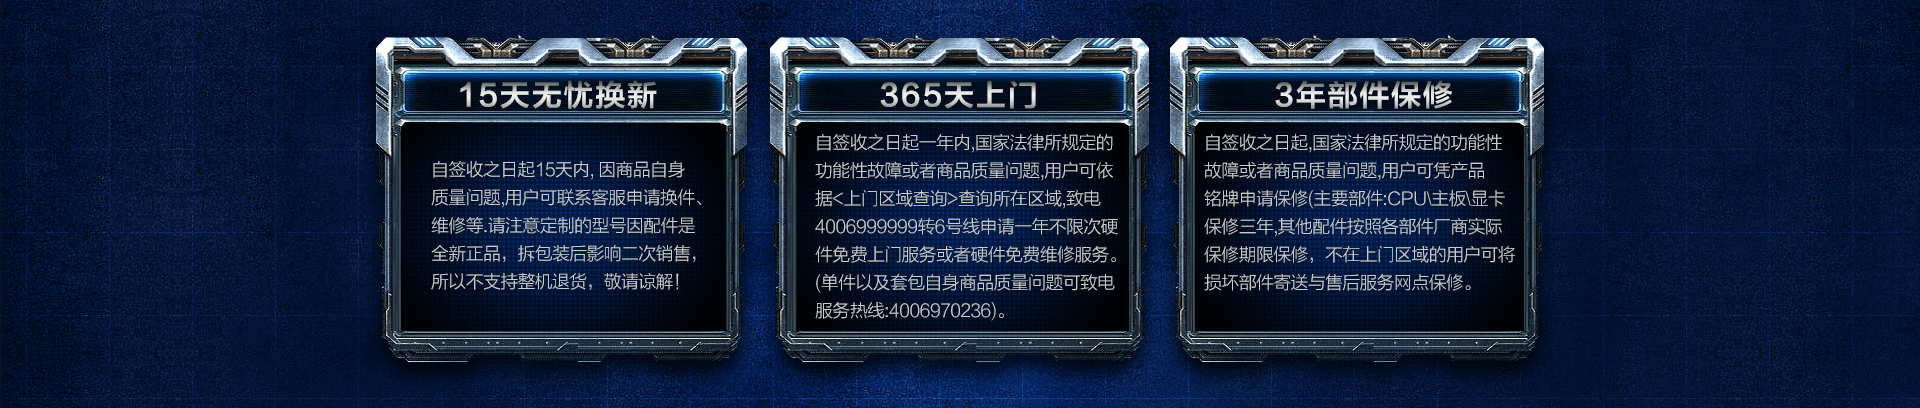 15天无忧换新
自签收之日起15天内, 因商品自身
质量问题,用户可联系客服申请换件、
维修等.请注意定制的型号因配件是
全新正品，拆包装后影响二次销售，
所以不支持整机退货，敬请谅解！
365天上门
自签收之日起一年内,国家法律所规定的
功能性故障或者商品质量问题,用户可依
据<上门区域查询>查询所在区域,致电
4006999999转6号线申请一年不限次硬
件免费上门服务或者硬件免费维修服务。
(单件以及套包自身商品质量问题可致电
服务热线:4006970236)。
3年部件保修
自签收之日起,国家法律所规定的功能性
故障或者商品质量问题,用户可凭产品
铭牌申请保修(主要部件:CPU\主板\显卡
保修三年,其他配件按照各部件厂商实际
保修期限保修，不在上门区域的用户可将
损坏部件寄送与售后服务网点保修。